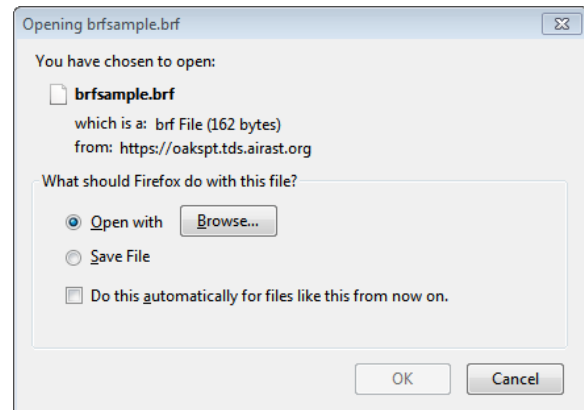 Opening brfsample.brf
You have chosen to open:
brfsample.brf
which is a: brf File (162 bytes)
from: https://oakspt.tds.airast.org
What should Firefox do with this file?
Open with Browse...
Save File
Do this automatically for files like this from now on.
OK Cancel